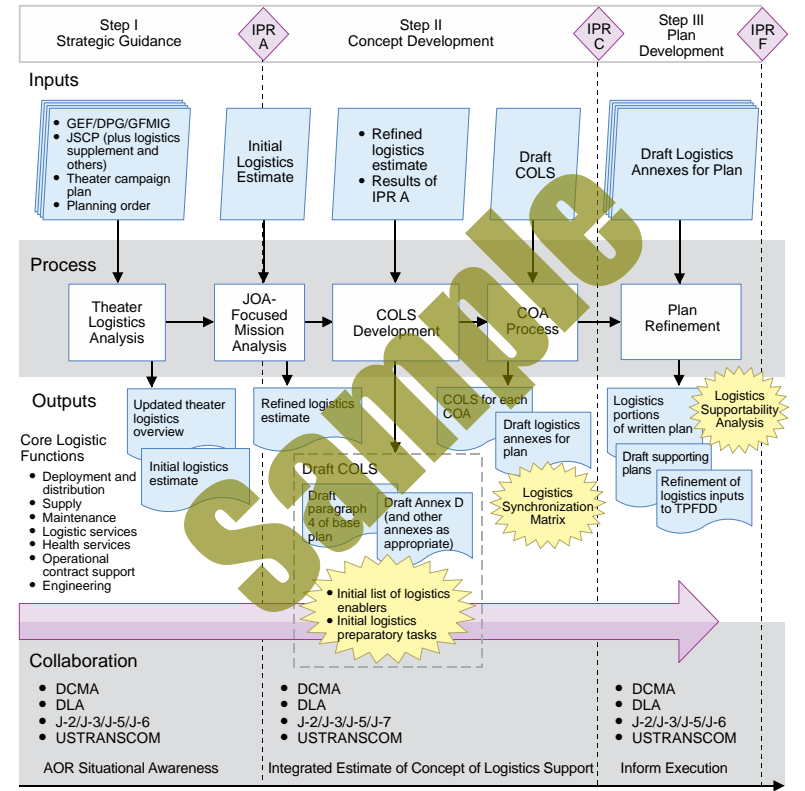 Step I
Strategic Guidance
IPR
A
Step II
Concept Development
IPR
C
Step III
Plan
Development
IPR
F
Inputs
• GEF/DPG/GFMIG
• JSCP (plus logistics
supplement and
others)
• Theater campaign
plan
• Planning order
Initial
Logistics
Estimate
• Refined
logistics
estimate
• Results of
IPR A
Draft
COLS
Draft Logistics
Annexes for Plan
Process
Theater
Logistics
Analysis
JOA-
Focused
Mission
Analysis
COLS
Development
COA
Process
Plan
Refinement
Outputs
Updated theater
logistics
overview
Initial logistics
estimate
Refined logistics
estimate
COLS for each
COA
Draft logistics
annexes for
plan
Logistics
Synchronization
Matrix
Logistics
portions
of written plan
Draft supporting
plans
Refinement of
logistics inputs
to TPFDD
Logistics
Supportability
Analysis
Core Logistic
Functions
• Deployment and
distribution
• Supply
• Maintenance
• Logistic services
• Health services
• Operational
contract support
• Engineering
Draft COLS
Draft
paragraph
4 of base
plan
Draft Annex D
(and other
annexes as
appropriate)
• Initial list of logistics
enablers
• Initial logistics
preparatory tasks
Sample
Collaboration
• DCMA
• DLA
• J-2/J-3/J-5/J-6
• USTRANSCOM
• DCMA
• DLA
• J-2/J-3/J-5/J-7
• USTRANSCOM
• DCMA
• DLA
• J-2/J-3/J-5/J-6
• USTRANSCOM
AOR Situational Awareness
Integrated Estimate of Concept of Logistics Support
Inform Execution